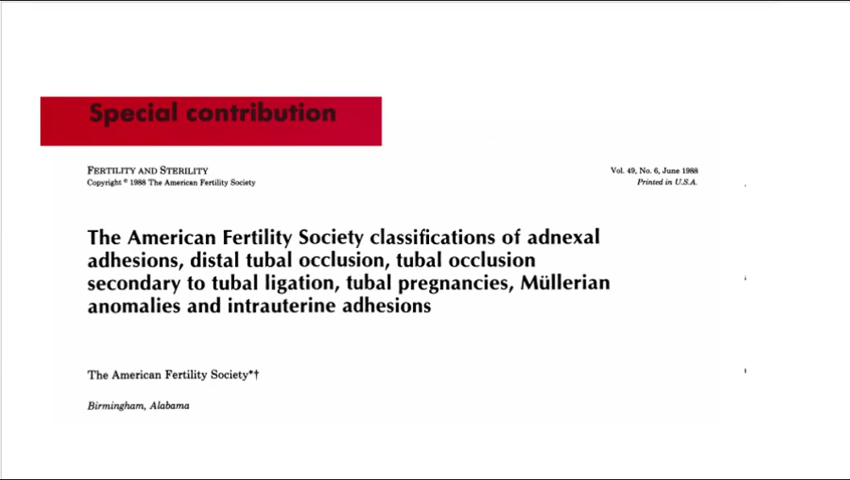 Special contribution
FERTILITY AND STERILITY
Copyright © 1988 The American Fertility Society
Vol. 49, No. 6, June 1988
Printed in U.S.A.
The American Fertility Society classifications of adnexal
adhesions, distal tubal occlusion, tubal occlusion
secondary to tubal ligation, tubal pregnancies, Müllerian
anomalies and intrauterine adhesions
The American Fertility Society*†
Birmingham, Alabama